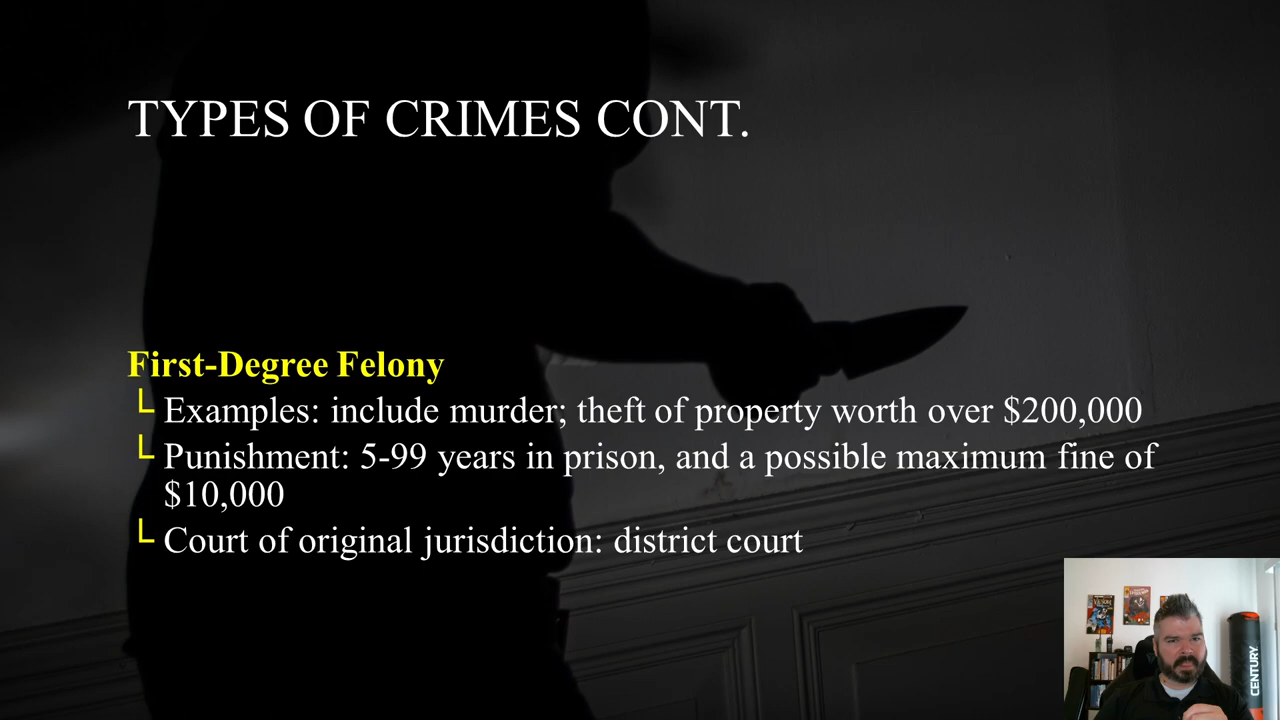 TYPES OF CRIMES CONT.
First-Degree Felony
Examples: include murder; theft of property worth over $200,000
Punishment: 5-99 years in prison, and a possible maximum fine of
$10,000
Court of original jurisdiction: district court
CENTURY